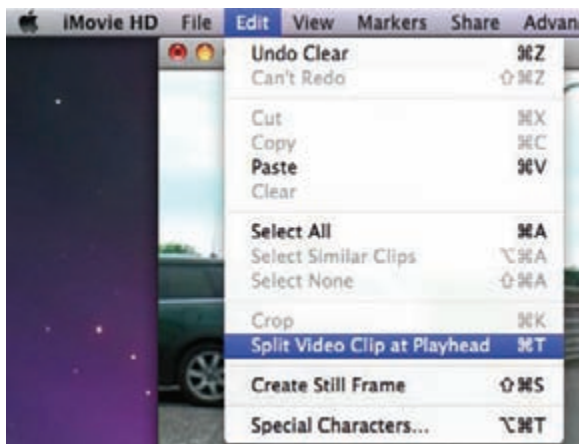 iMovie HD File Edit View Markers Share Advan
Undo Clear ⌘Z
Can't Redo ⇧⌘Z
Cut ⌘X
Copy ⌘C
Paste ⌘V
Clear
Select All ⌘A
Select Similar Clips ⌥⌘A
Select None ⇧⌘A
Crop ⌘K
Split Video Clip at Playhead ⌘T
Create Still Frame ⇧⌘S
Special Characters... ⌥⌘T